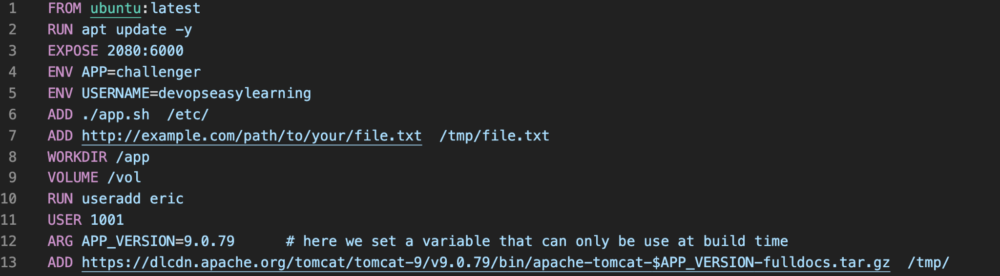 1 FROM ubuntu:latest
2 RUN apt update -y
3 EXPOSE 2080:6000
4 ENV APP=challenger
5 ENV USERNAME=devopseasylearning
6 ADD ./app.sh  /etc/
7 ADD http://example.com/path/to/your/file.txt  /tmp/file.txt
8 WORKDIR /app
9 VOLUME /vol
10 RUN useradd eric
11 USER 1001
12 ARG APP_VERSION=9.0.79      # here we set a variable that can only be use at build time
13 ADD https://dlcdn.apache.org/tomcat/tomcat-9/v9.0.79/bin/apache-tomcat-$APP_VERSION-fulldocs.tar.gz  /tmp/